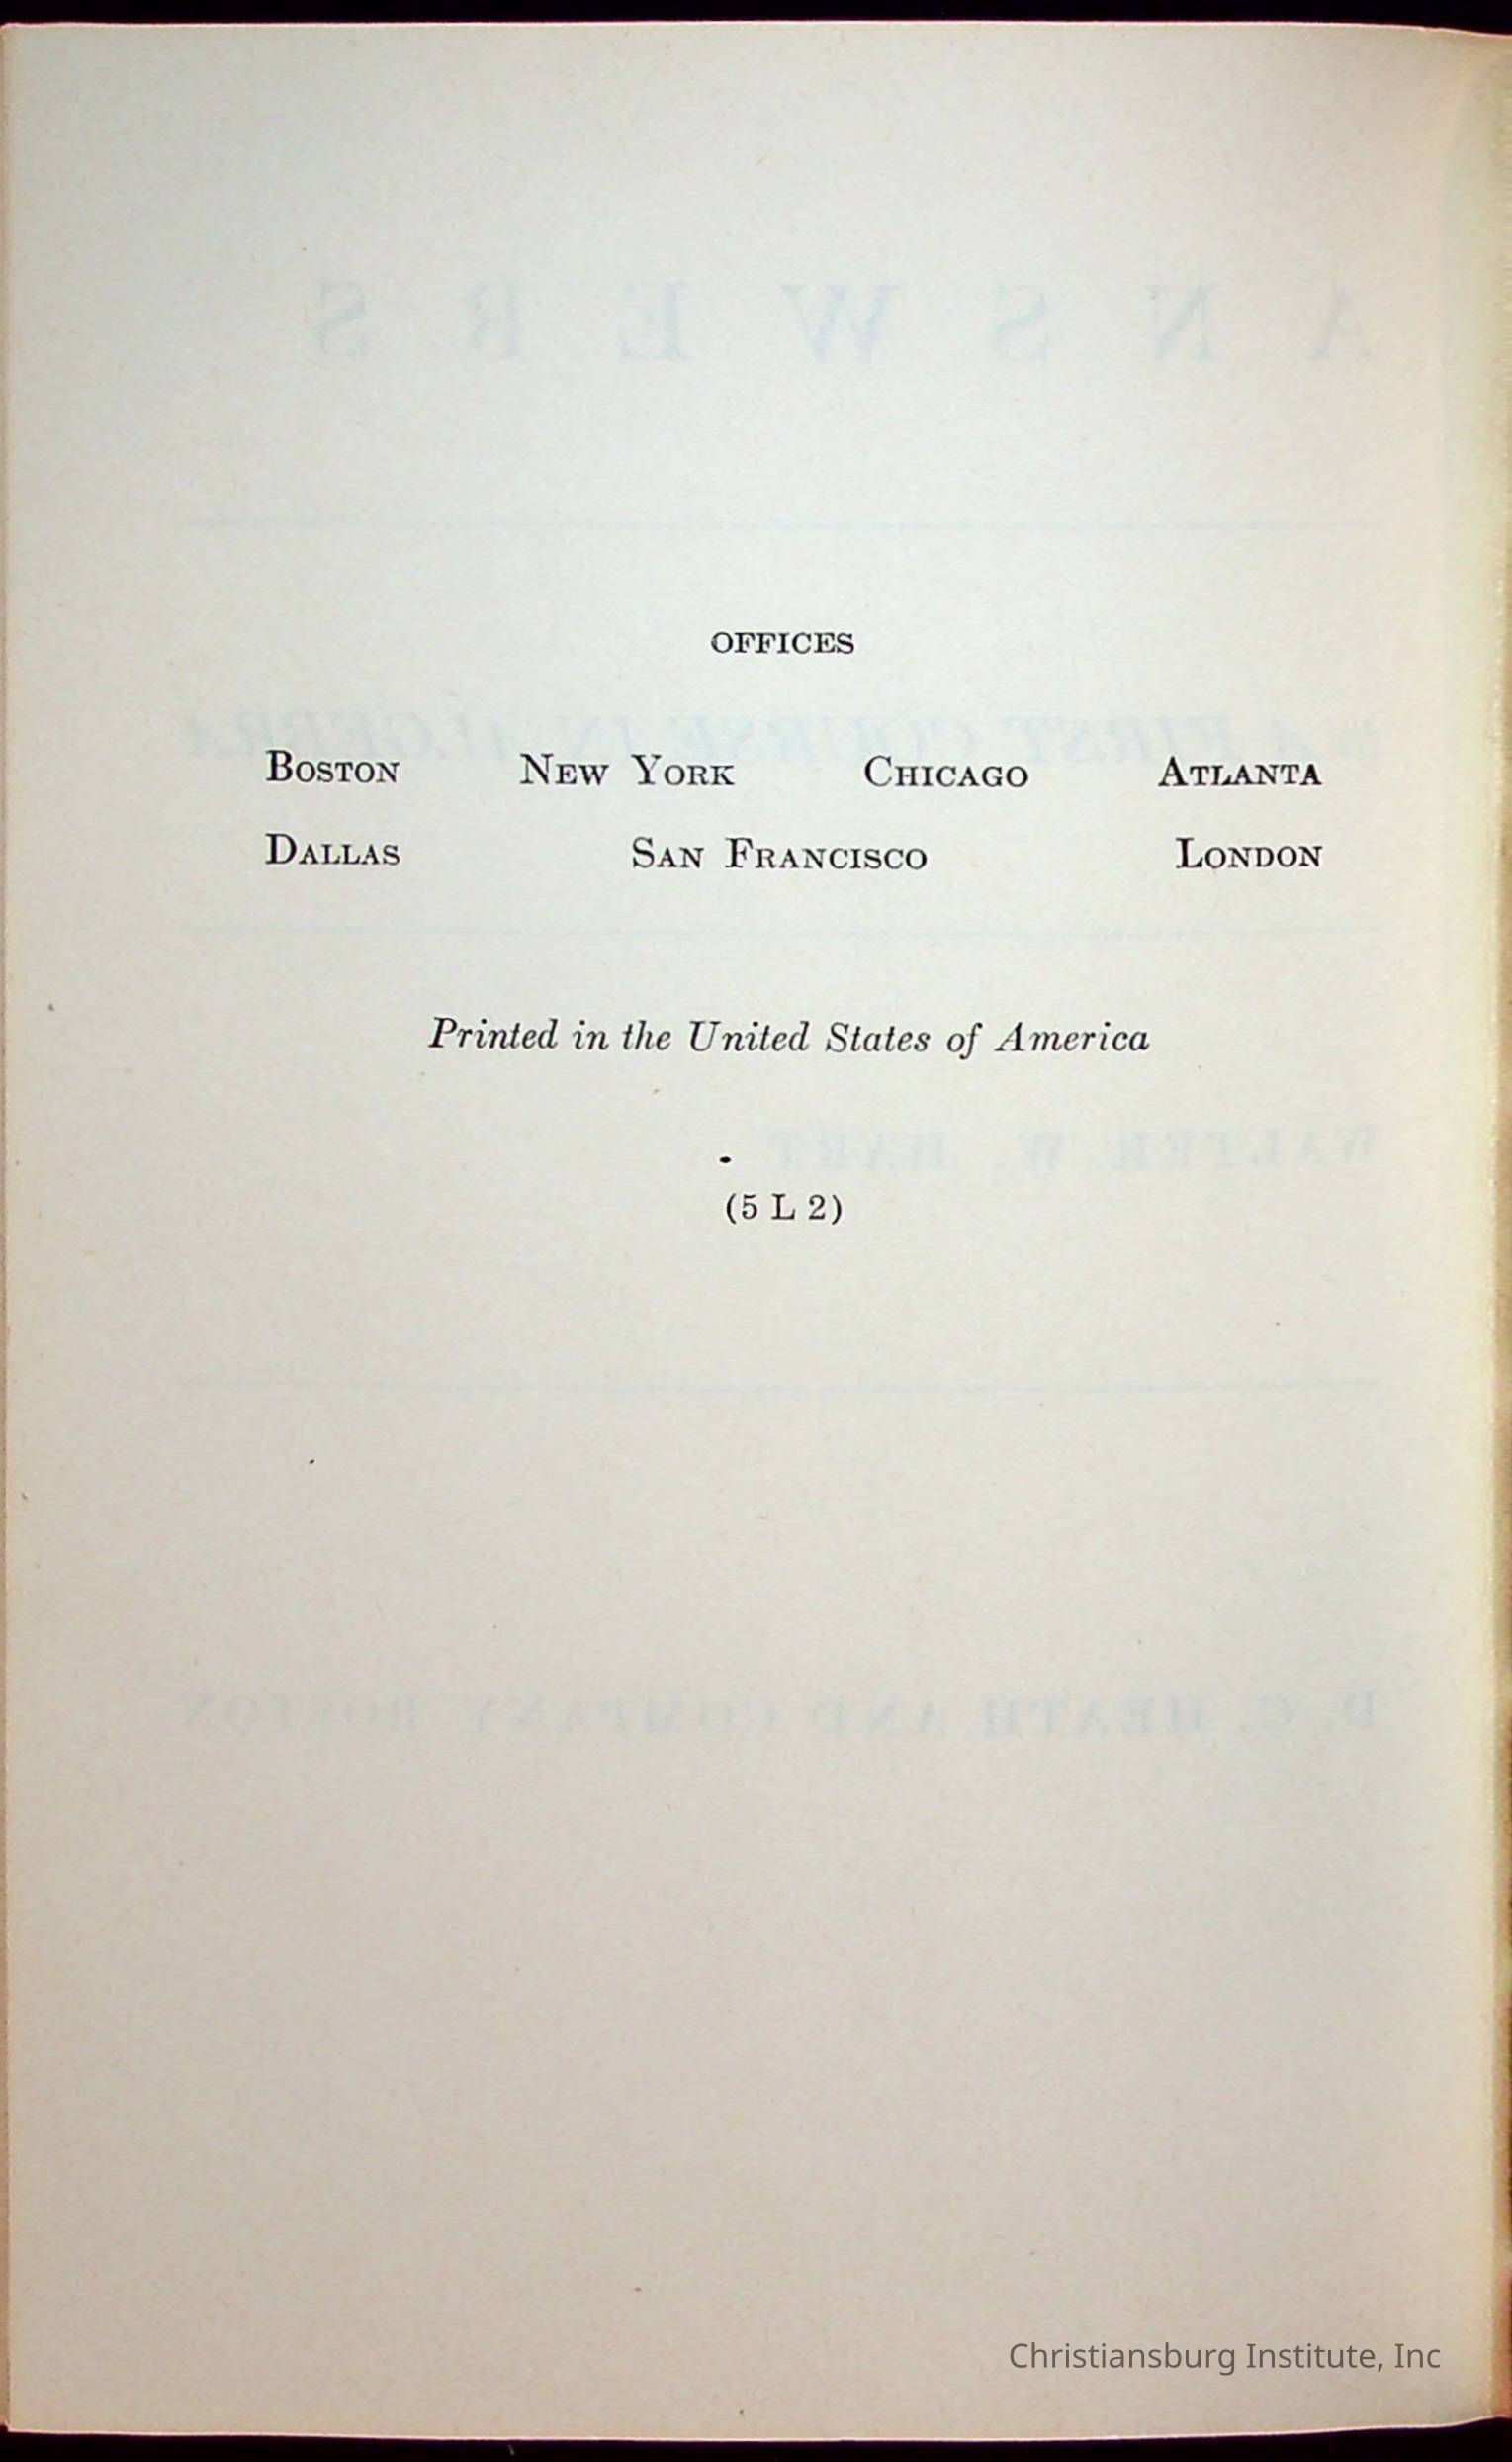 OFFICES
BOSTON NEW YORK CHICAGO ATLANTA
DALLAS SAN FRANCISCO LONDON
Printed in the United States of America
(5 L 2)
Christiansburg Institute, Inc